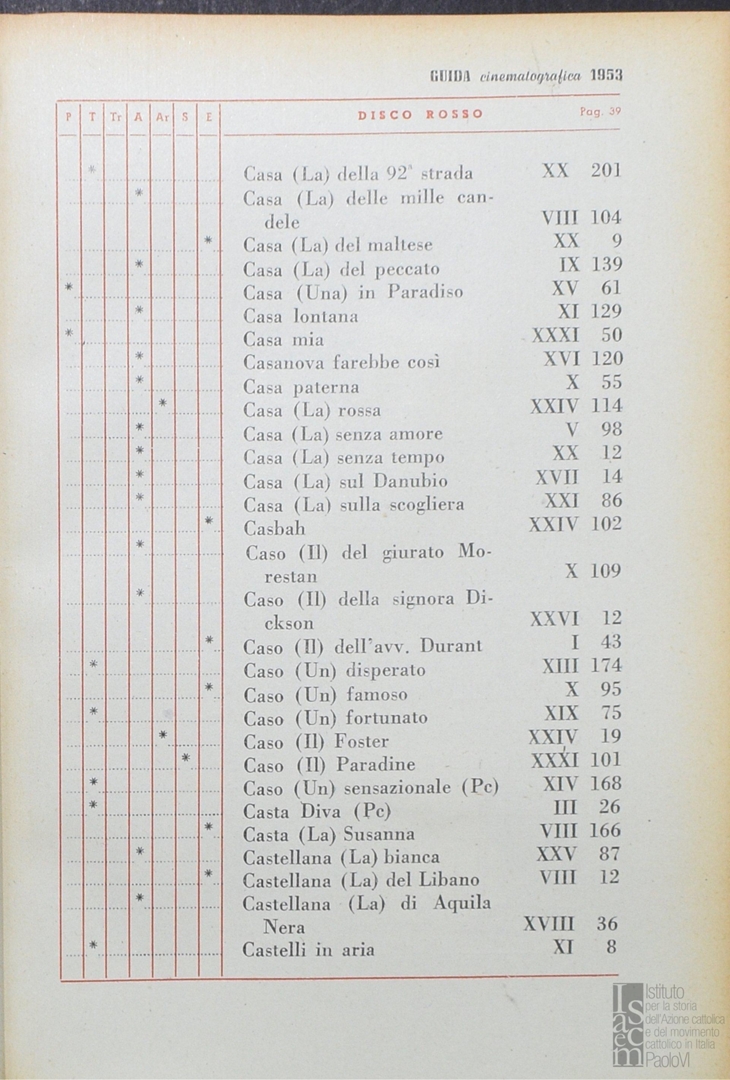 GUIDA cinematografica 1953
P T Tr A Ar S E DISCO ROSSO Pag. 39
* Casa (La) della 92ª strada XX 201
* Casa (La) delle mille can-
dele VIII 104
* Casa (La) del maltese XX 9
* Casa (La) del peccato IX 139
* Casa (Una) in Paradiso XV 61
* Casa lontana XI 129
* Casa mia XXXI 50
* Casanova farebbe così XVI 120
* Casa paterna X 55
* Casa (La) rossa XXIV 114
* Casa (La) senza amore V 98
* Casa (La) senza tempo XX 12
* Casa (La) sul Danubio XVII 14
* Casa (La) sulla scogliera XXI 86
* Casbah XXIV 102
* Caso (Il) del giurato Mo-
restan X 109
* Caso (Il) della signora Di-
ckson XXVI 12
* Caso (Il) dell'avv. Durant I 43
* Caso (Un) disperato XIII 174
* Caso (Un) famoso X 95
* Caso (Un) fortunato XIX 75
* Caso (Il) Foster XXIV 19
* Caso (Il) Paradine XXXI 101
* Caso (Un) sensazionale (Pc) XIV 168
* Casta Diva (Pc) III 26
* Casta (La) Susanna VIII 166
* Castellana (La) bianca XXV 87
* Castellana (La) del Libano VIII 12
* Castellana (La) di Aquila
Nera XVIII 36
* Castelli in aria XI 8
Isacem
Istituto
per la storia
dell'Azione cattolica
e del movimento
cattolico in Italia
PaoloVI